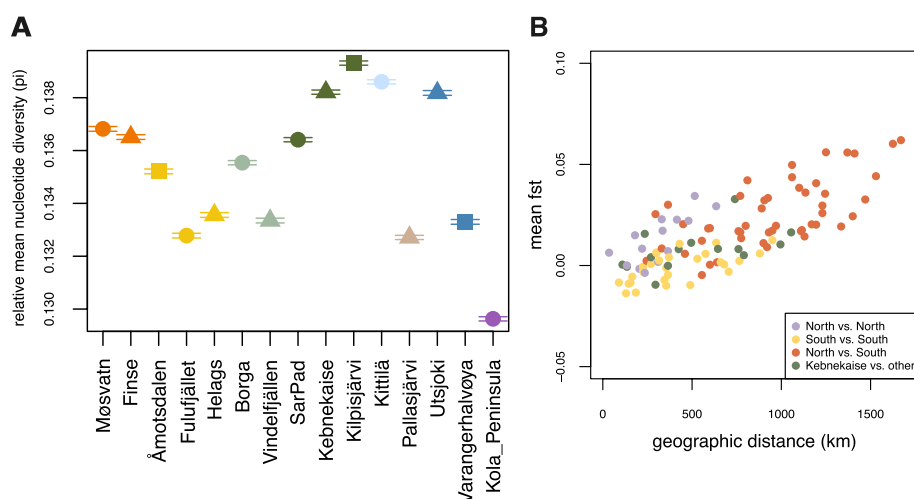 A
relative mean nucleotide diversity (pi)
0.138
0.136
0.134
0.132
0.130
Møsvatn
Finse
Åmotsdalen
Fulufjället
Helags
Borga
Vindelfjällen
SarPad
Kebnekaise
Kilpisjärvi
Kittilä
Pallasjärvi
Utsjoki
Varangerhalvøya
Kola_Peninsula
B
mean fst
0.10
0.05
0.00
−0.05
North vs. North
South vs. South
North vs. South
Kebnekaise vs. other
0
500
1000
1500
geographic distance (km)